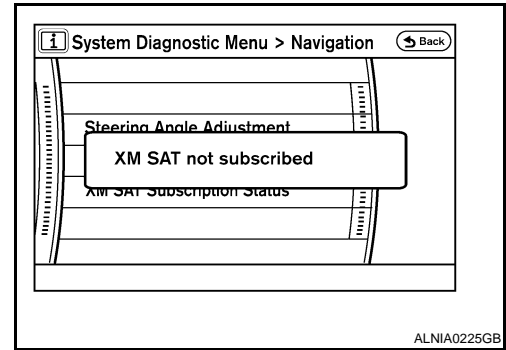 i System Diagnostic Menu > Navigation Back
Steering Angle Adjustment
XM SAT not subscribed
XM SAT Subscription Status
ALNIA0225GB